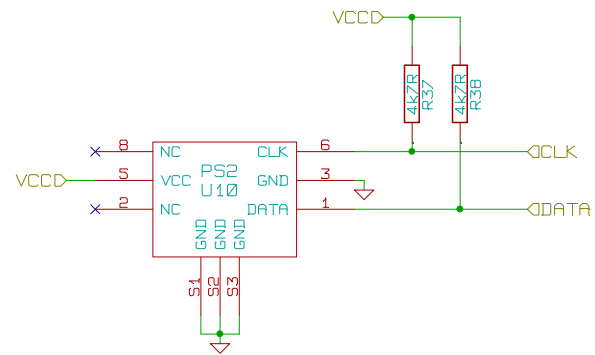 VCC
4k7R
R37
4k7R
R38
8
NC
CLK
6
CLK
VCC
5
VCC
PS2
U10
GND
3
2
NC
DATA
1
DATA
GND
GND
GND
S1
S2
S3